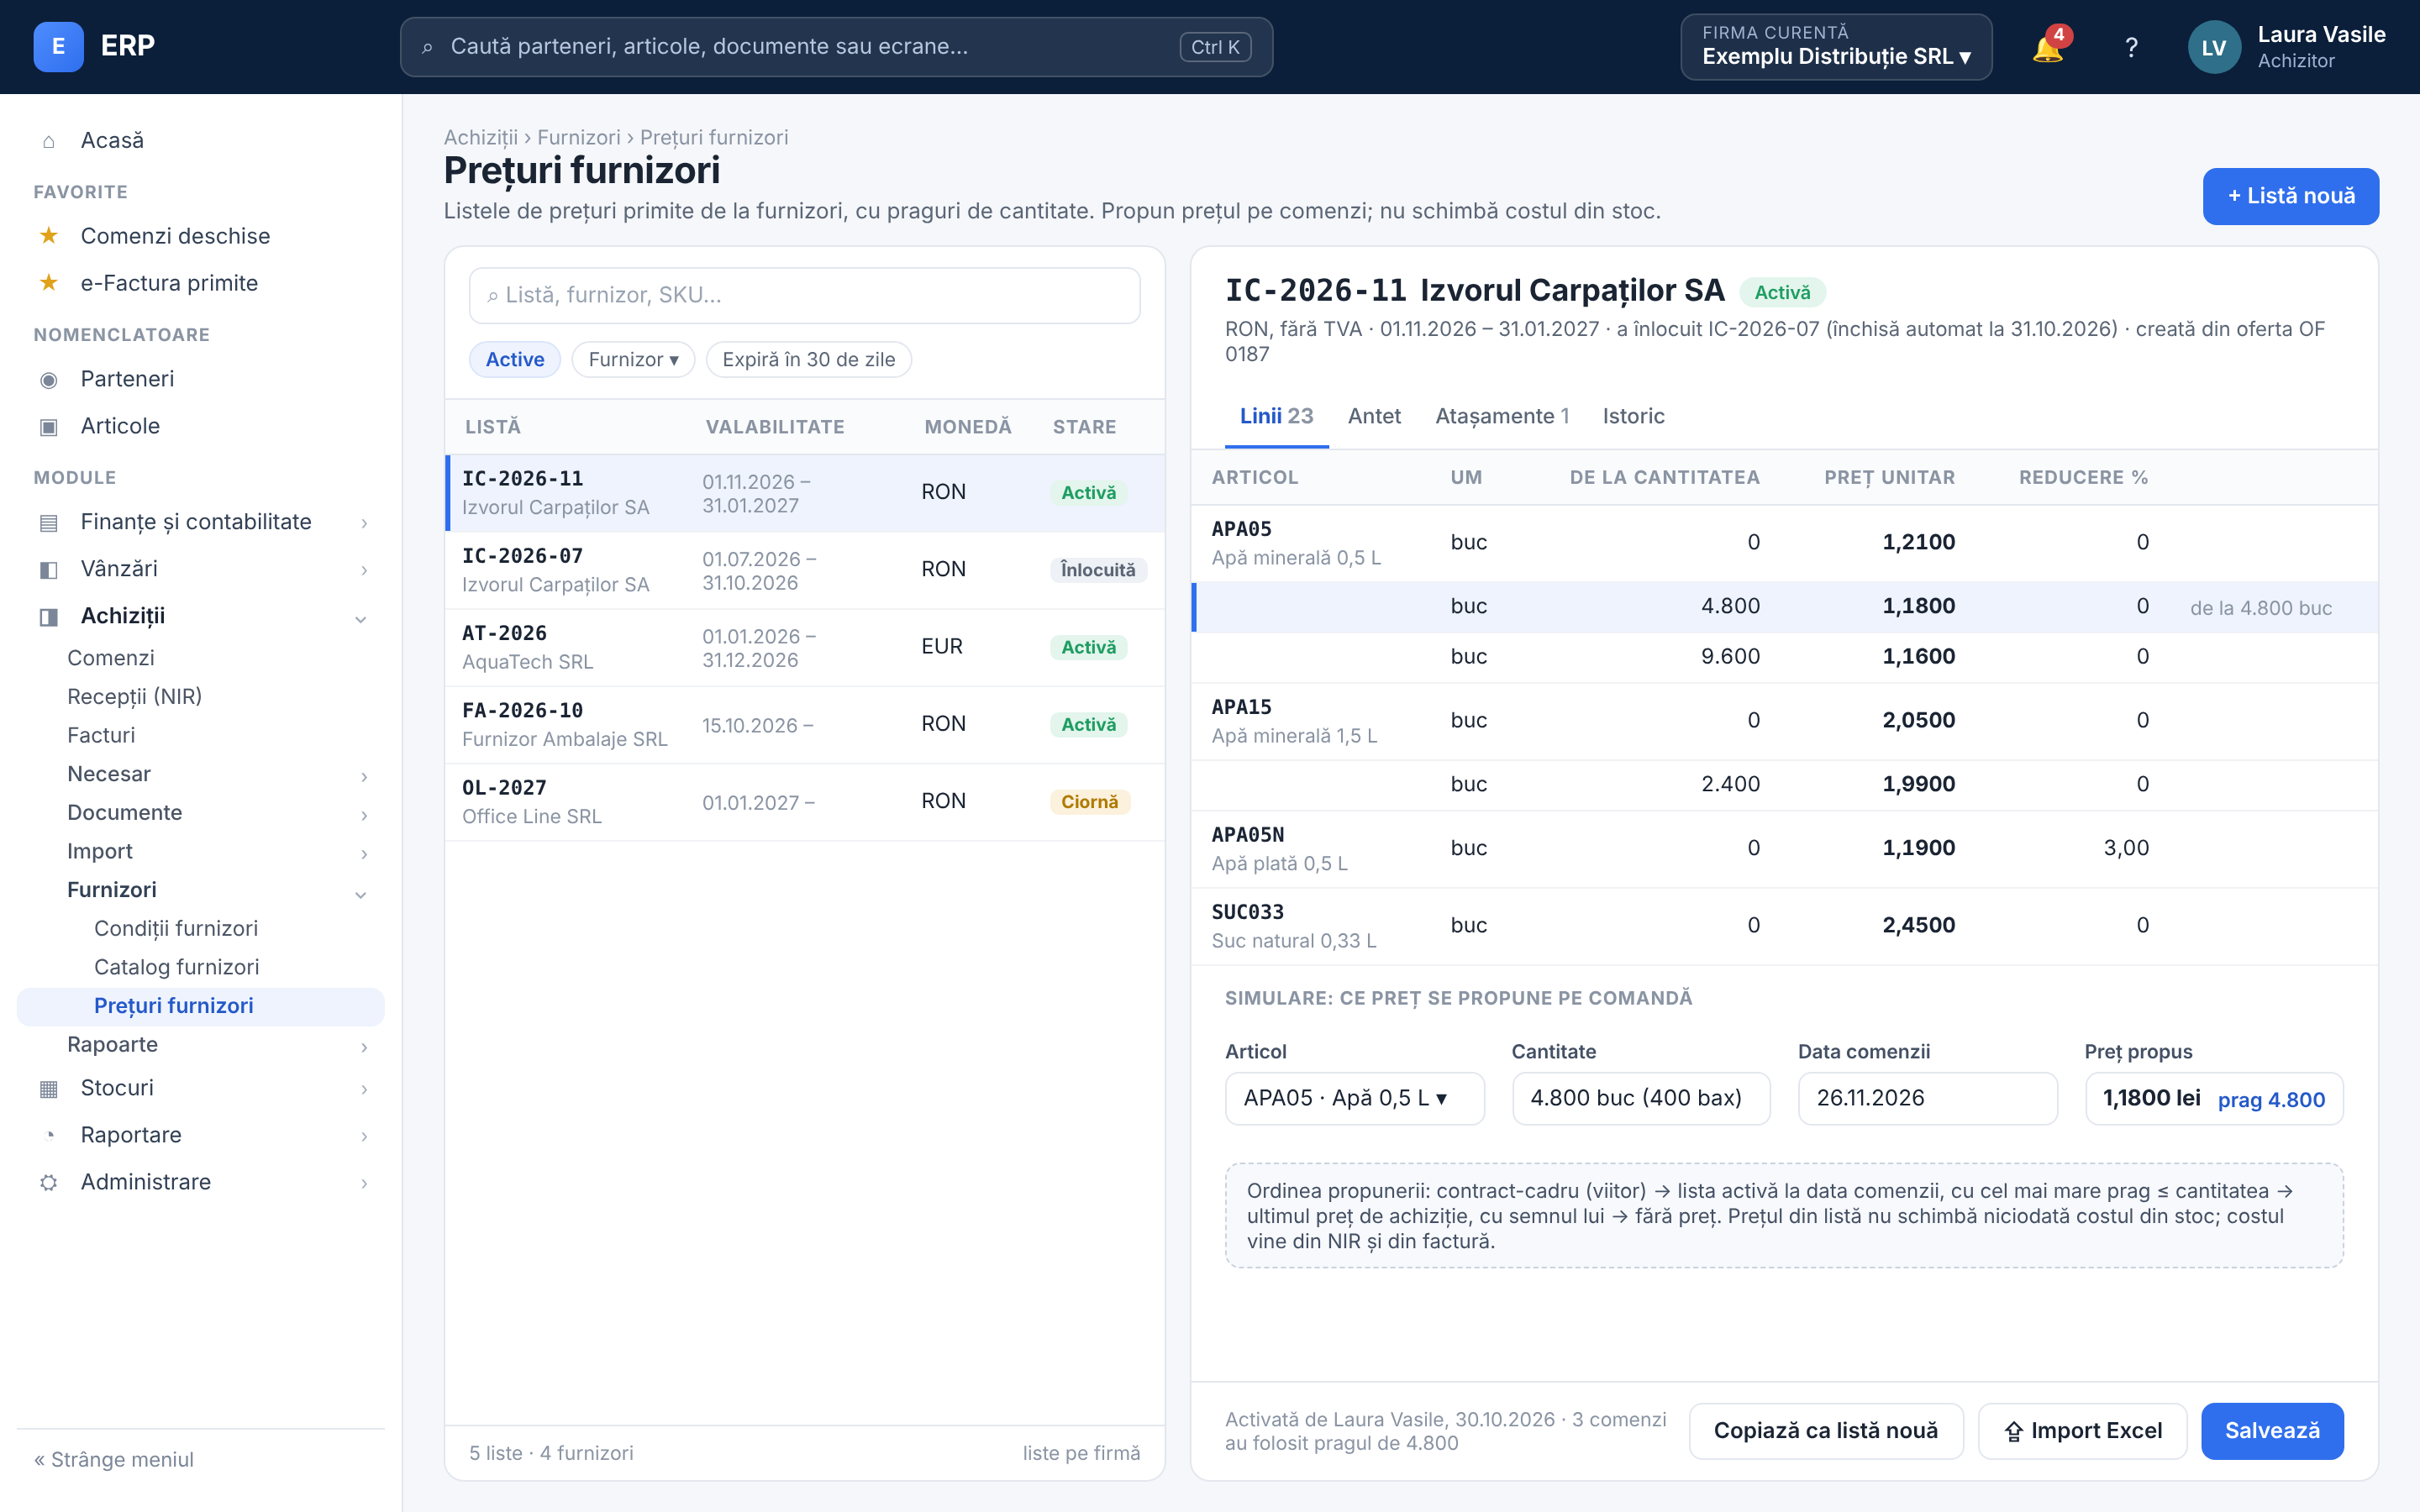 E ERP
Caută parteneri, articole, documente sau ecrane... Ctrl K
FIRMA CURENTĂ
Exemplu Distribuție SRL ▾
4
?
LV
Laura Vasile
Achizitor
Acasă
FAVORITE
★ Comenzi deschise
★ e-Factura primite
NOMENCLATOARE
Parteneri
Articole
MODULE
Finanțe și contabilitate ›
Vânzări ›
Achiziții
Comenzi
Recepții (NIR)
Facturi
Necesar ›
Documente ›
Import ›
Furnizori
Condiții furnizori
Catalog furnizori
Prețuri furnizori
Rapoarte ›
Stocuri ›
Raportare ›
Administrare ›
« Strânge meniul
Achiziții › Furnizori › Prețuri furnizori
Prețuri furnizori
Listele de prețuri primite de la furnizori, cu praguri de cantitate. Propun prețul pe comenzi; nu schimbă costul din stoc.
+ Listă nouă
Listă, furnizor, SKU...
Active Furnizor ▾ Expiră în 30 de zile
LISTĂ VALABILITATE MONEDĂ STARE
IC-2026-11
Izvorul Carpaților SA
01.11.2026 –
31.01.2027
RON Activă
IC-2026-07
Izvorul Carpaților SA
01.07.2026 –
31.10.2026
RON Înlocuită
AT-2026
AquaTech SRL
01.01.2026 –
31.12.2026
EUR Activă
FA-2026-10
Furnizor Ambalaje SRL
15.10.2026 – RON Activă
OL-2027
Office Line SRL
01.01.2027 – RON Ciornă
5 liste · 4 furnizori liste pe firmă
IC-2026-11 Izvorul Carpaților SA Activă
RON, fără TVA · 01.11.2026 – 31.01.2027 · a înlocuit IC-2026-07 (închisă automat la 31.10.2026) · creată din oferta OF
0187
Linii 23 Antet Atașamente 1 Istoric
ARTICOL UM DE LA CANTITATEA PREȚ UNITAR REDUCERE %
APA05
Apă minerală 0,5 L
buc 0 1,2100 0
buc 4.800 1,1800 0 de la 4.800 buc
buc 9.600 1,1600 0
APA15
Apă minerală 1,5 L
buc 0 2,0500 0
buc 2.400 1,9900 0
APA05N
Apă plată 0,5 L
buc 0 1,1900 3,00
SUC033
Suc natural 0,33 L
buc 0 2,4500 0
SIMULARE: CE PREȚ SE PROPUNE PE COMANDĂ
Articol Cantitate Data comenzii Preț propus
APA05 · Apă 0,5 L ▾ 4.800 buc (400 bax) 26.11.2026 1,1800 lei prag 4.800
Ordinea propunerii: contract-cadru (viitor) → lista activă la data comenzii, cu cel mai mare prag ≤ cantitatea →
ultimul preț de achiziție, cu semnul lui → fără preț. Prețul din listă nu schimbă niciodată costul din stoc; costul
vine din NIR și din factură.
Activată de Laura Vasile, 30.10.2026 · 3 comenzi
au folosit pragul de 4.800
Copiază ca listă nouă
⇪ Import Excel
Salvează